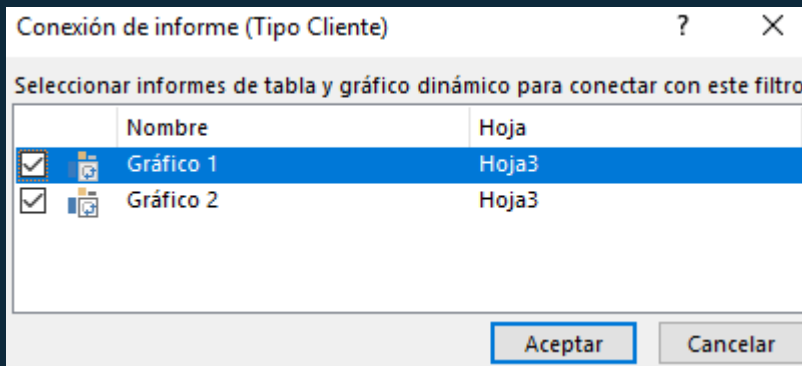 Conexión de informe (Tipo Cliente) ? ✕
Seleccionar informes de tabla y gráfico dinámico para conectar con este filtro
Nombre Hoja
Gráfico 1 Hoja3
Gráfico 2 Hoja3
Aceptar Cancelar